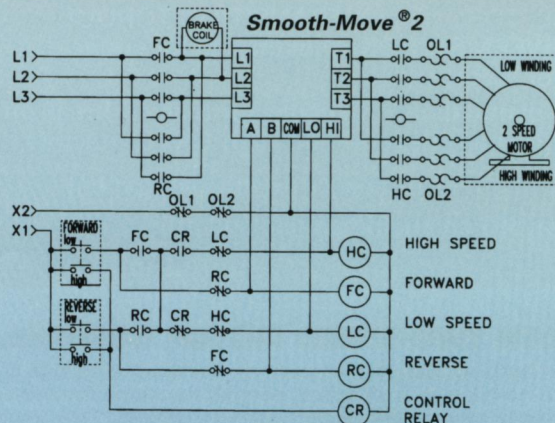 Smooth-Move ®2
BRAKE
COIL
FC
L1
L2
L3
RC
L1
L2
L3
A B COM LO HI
T1
T2
T3
LC OL1
HC OL2
LOW WINDING
2 SPEED
MOTOR
HIGH WINDING
X2
X1
OL1 OL2
FORWARD
low
high
REVERSE
low
high
FC CR LC
HC
HIGH SPEED
RC
FC
FORWARD
RC CR HC
LC
LOW SPEED
FC
RC
REVERSE
CR
CONTROL
RELAY